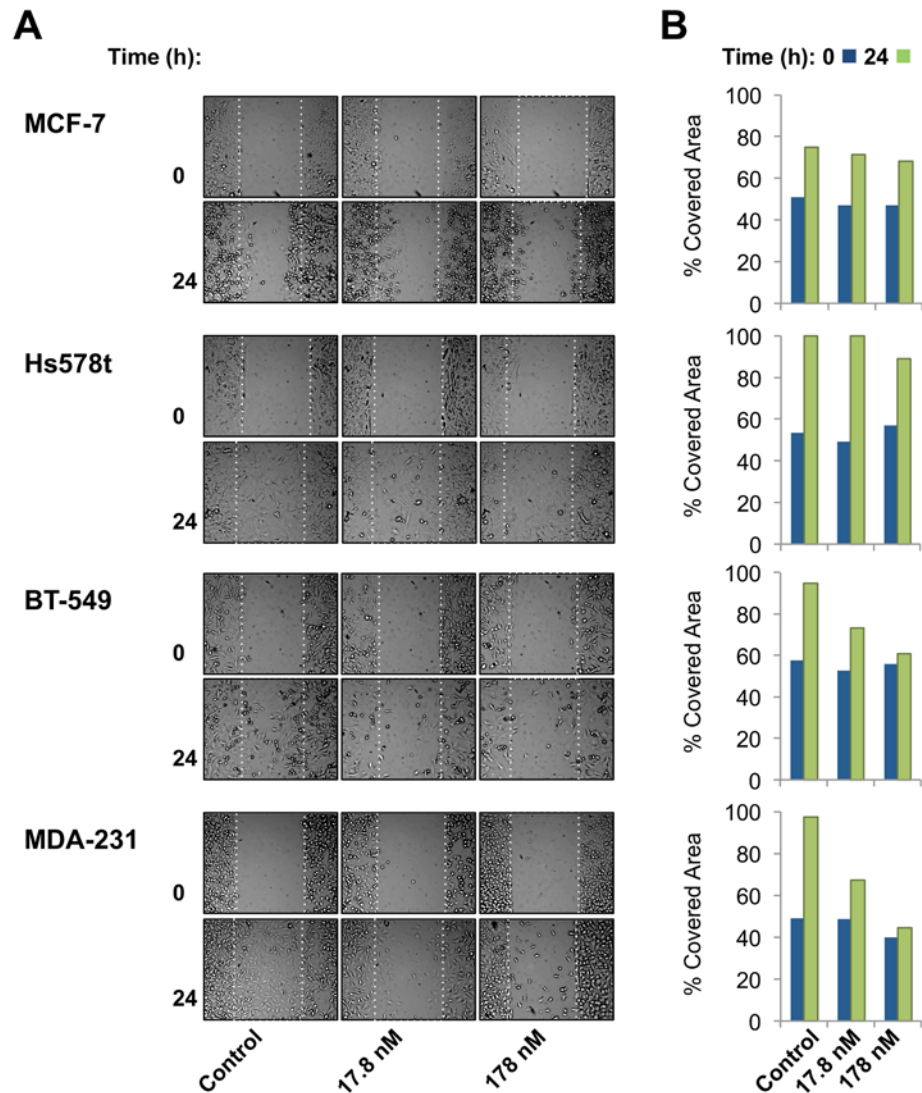 A
Time (h):
MCF-7
0
24
Hs578t
0
24
BT-549
0
24
MDA-231
0
24
Control
17.8 nM
178 nM
B
Time (h): 0 24
% Covered Area
100
80
60
40
20
0
% Covered Area
100
80
60
40
20
0
% Covered Area
100
80
60
40
20
0
% Covered Area
100
80
60
40
20
0
Control
17.8 nM
178 nM